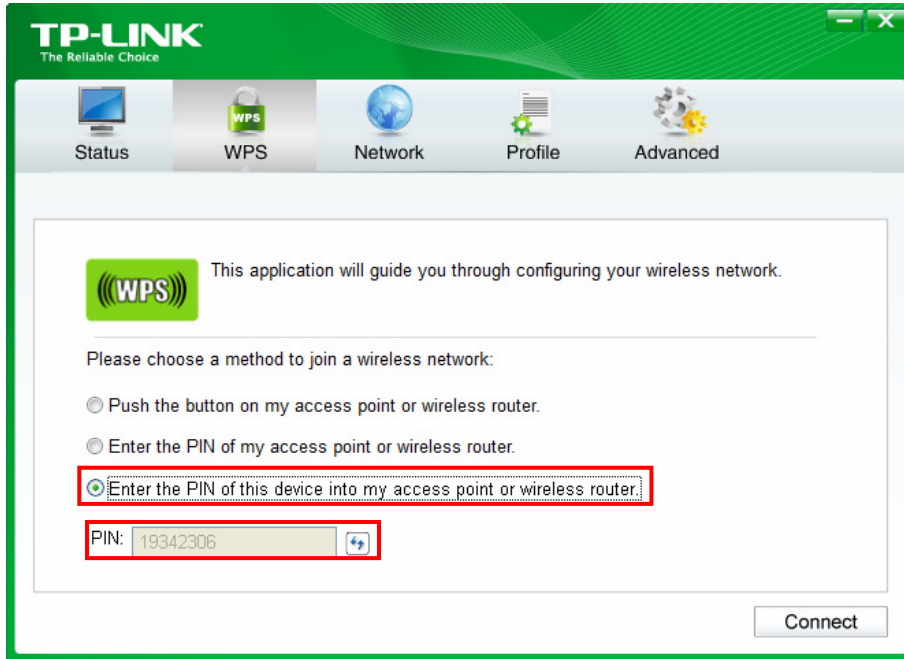 TP-LINK
The Reliable Choice
Status
WPS
WPS
Network
Profile
Advanced
(((WPS)))
This application will guide you through configuring your wireless network.
Please choose a method to join a wireless network:
Push the button on my access point or wireless router.
Enter the PIN of my access point or wireless router.
Enter the PIN of this device into my access point or wireless router.
PIN: 19342306
Connect